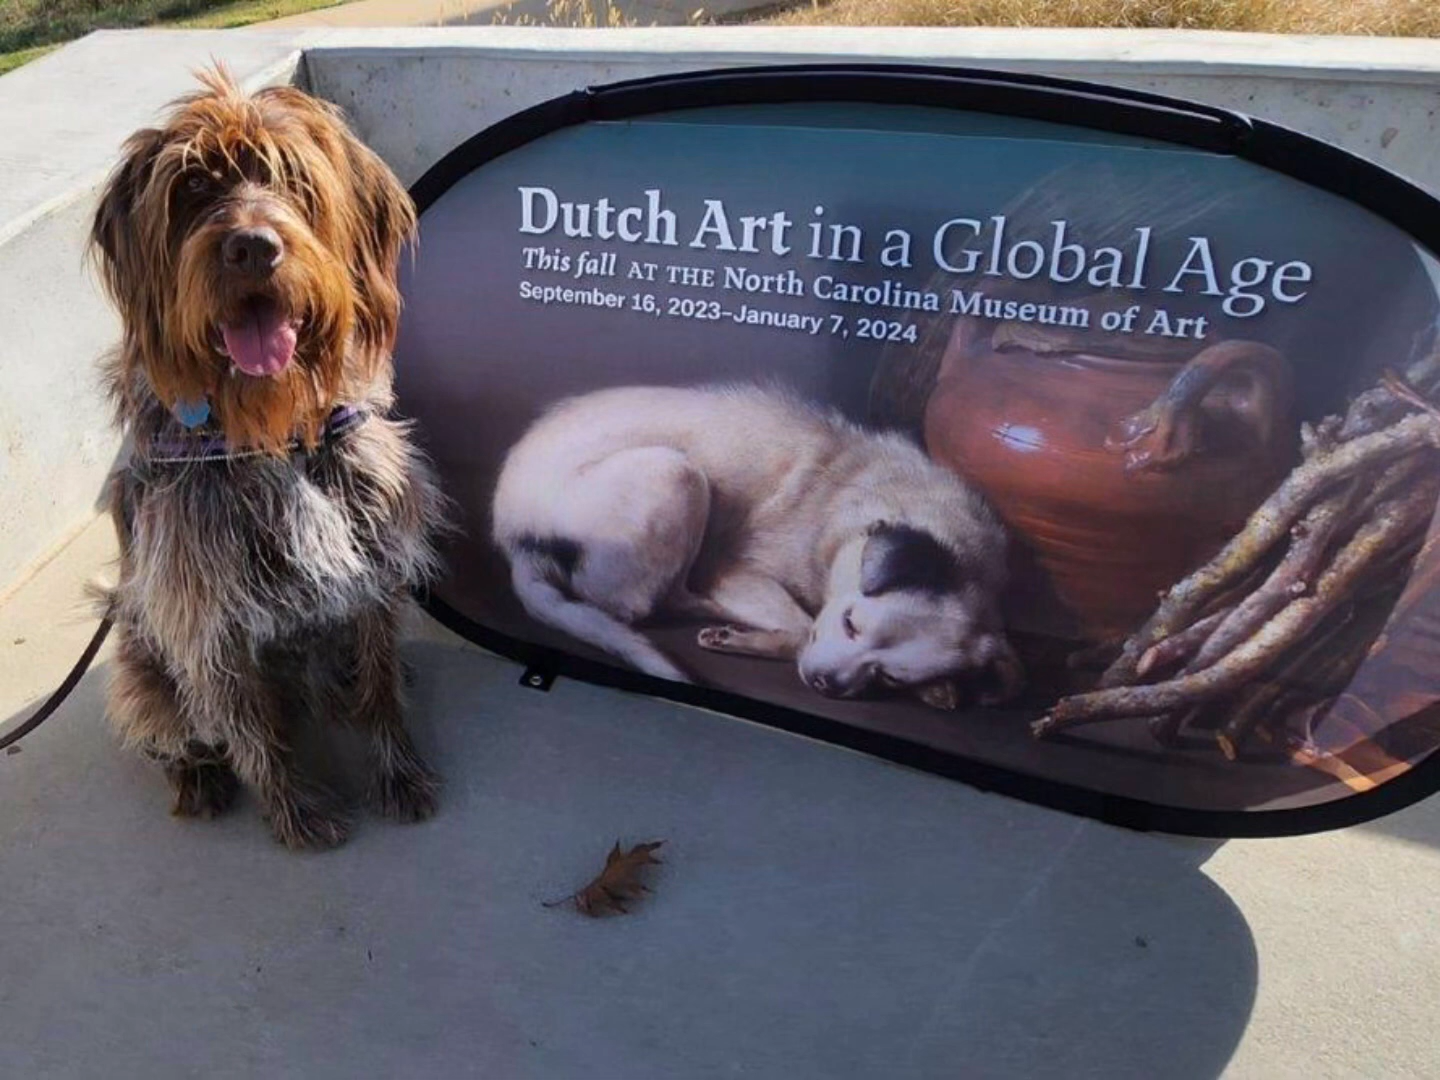 Dutch Art in a Global Age
This fall AT THE North Carolina Museum of Art
September 16, 2023–January 7, 2024